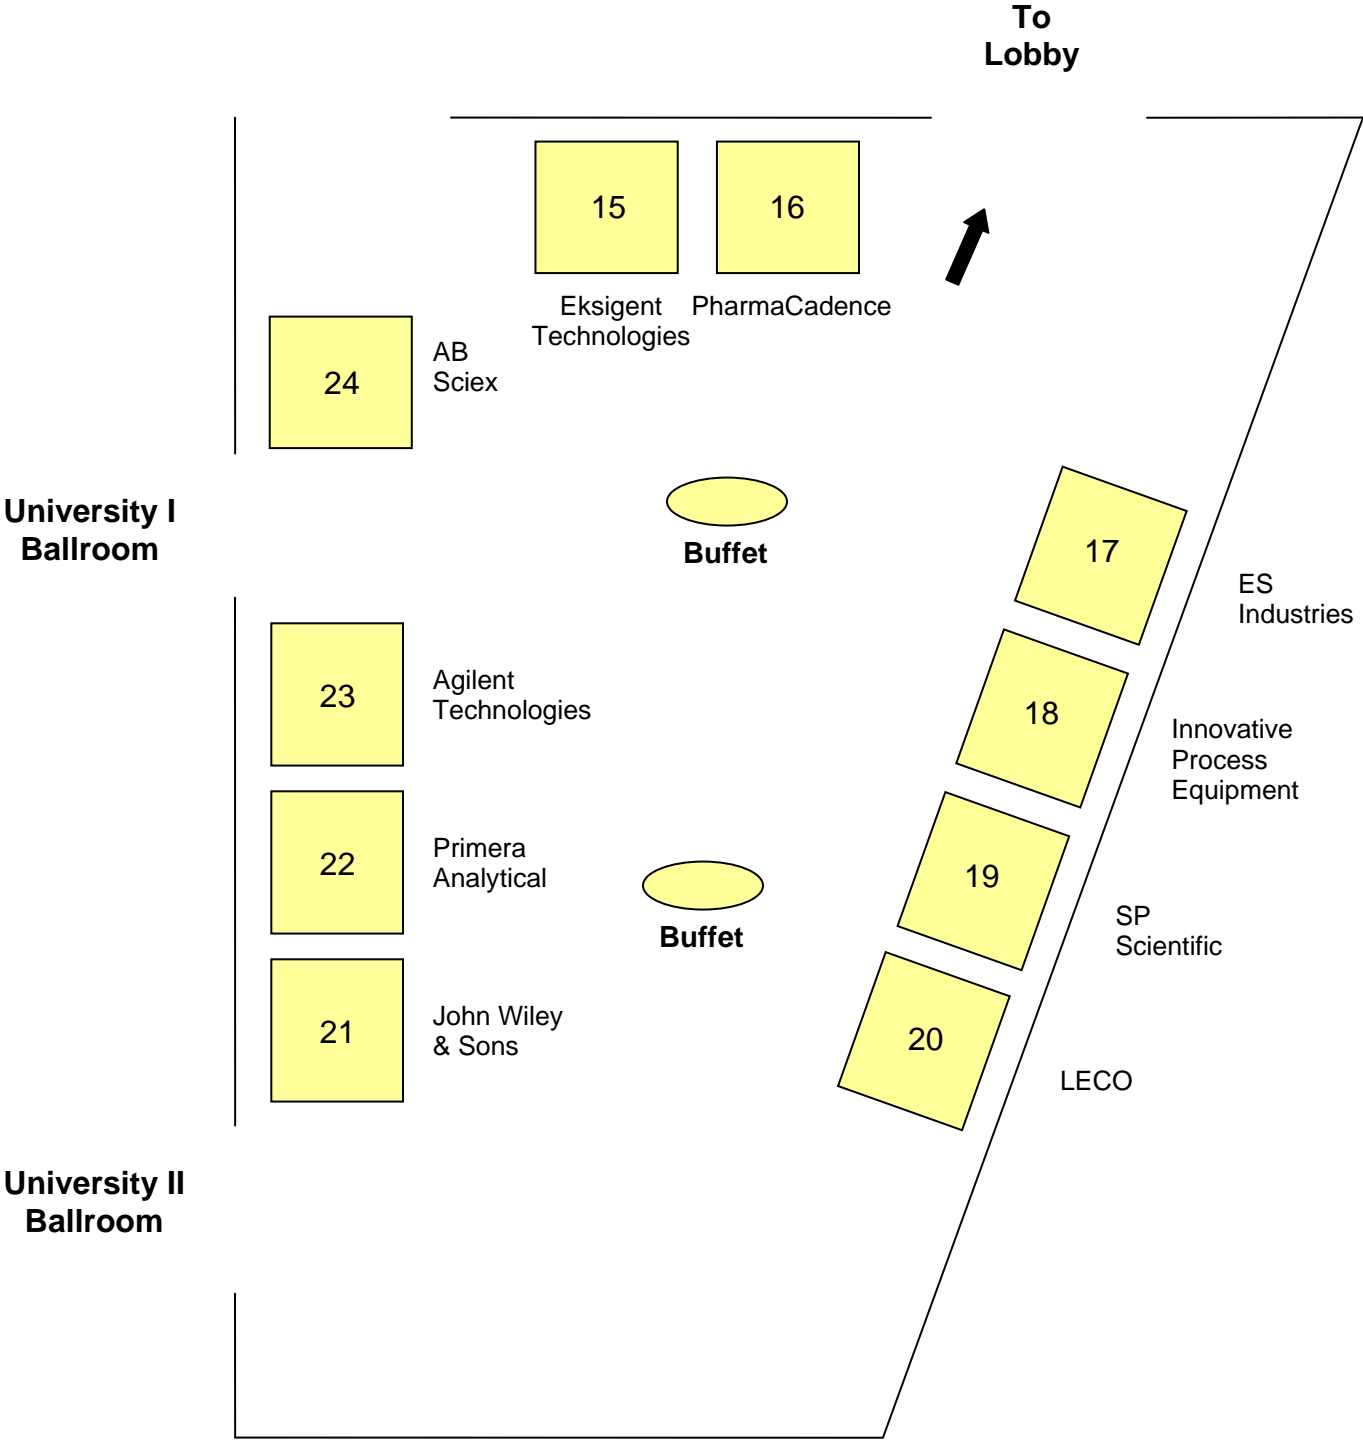 To
Lobby
15
16
Eksigent
Technologies
PharmaCadence
24
AB
Sciex
University I
Ballroom
Buffet
17
ES
Industries
23
Agilent
Technologies
18
Innovative
Process
Equipment
22
Primera
Analytical
Buffet
19
SP
Scientific
21
John Wiley
& Sons
20
LECO
University II
Ballroom